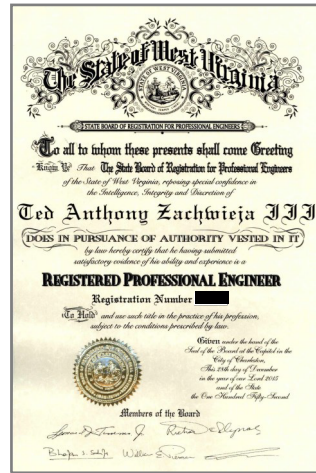 The State of West Virginia
STATE BOARD OF REGISTRATION FOR PROFESSIONAL ENGINEERS
To all to whom these presents shall come Greeting
Know Ye That The State Board of Registration for Professional Engineers
of the State of West Virginia, reposing special confidence in
the Intelligence, Integrity and Discretion of
Ted Anthony Zachwieja III
DOES IN PURSUANCE OF AUTHORITY VESTED IN IT
by law hereby certify that he having submitted
satisfactory evidence of his ability and experience is a
REGISTERED PROFESSIONAL ENGINEER
Registration Number
To Hold and use such title in the practice of his profession,
subject to the conditions prescribed by law.
Given under the hand of the
Seal of the Board at the Capitol in the
City of Charleston,
This 28th day of December
in the year of our Lord 2015
and of the State
the One Hundred Fifty-Second
Members of the Board